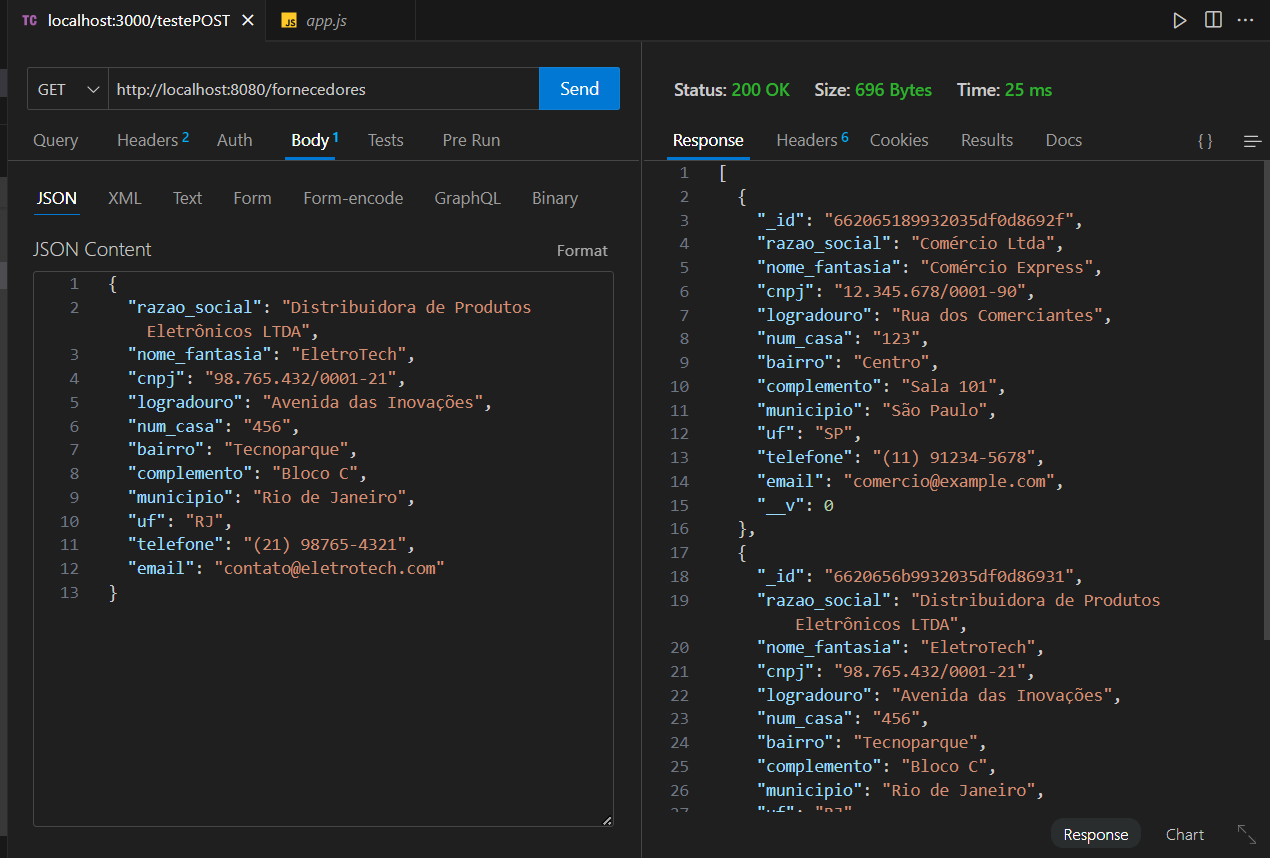 TC localhost:3000/testePOST ×
JS app.js
GET http://localhost:8080/fornecedores Send
Query Headers 2 Auth Body 1 Tests Pre Run
JSON XML Text Form Form-encode GraphQL Binary
JSON Content Format
1 {
2 "razao_social": "Distribuidora de Produtos
Eletrônicos LTDA",
3 "nome_fantasia": "EletroTech",
4 "cnpj": "98.765.432/0001-21",
5 "logradouro": "Avenida das Inovações",
6 "num_casa": "456",
7 "bairro": "Tecnoparque",
8 "complemento": "Bloco C",
9 "municipio": "Rio de Janeiro",
10 "uf": "RJ",
11 "telefone": "(21) 98765-4321",
12 "email": "contato@eletrotech.com"
13 }
Status: 200 OK Size: 696 Bytes Time: 25 ms
Response Headers 6 Cookies Results Docs { }
1 [
2 {
3 "_id": "662065189932035df0d8692f",
4 "razao_social": "Comércio Ltda",
5 "nome_fantasia": "Comércio Express",
6 "cnpj": "12.345.678/0001-90",
7 "logradouro": "Rua dos Comerciantes",
8 "num_casa": "123",
9 "bairro": "Centro",
10 "complemento": "Sala 101",
11 "municipio": "São Paulo",
12 "uf": "SP",
13 "telefone": "(11) 91234-5678",
14 "email": "comercio@example.com",
15 "__v": 0
16 },
17 {
18 "_id": "6620656b9932035df0d86931",
19 "razao_social": "Distribuidora de Produtos
Eletrônicos LTDA",
20 "nome_fantasia": "EletroTech",
21 "cnpj": "98.765.432/0001-21",
22 "logradouro": "Avenida das Inovações",
23 "num_casa": "456",
24 "bairro": "Tecnoparque",
25 "complemento": "Bloco C",
26 "municipio": "Rio de Janeiro",
27 "uf": "RJ"
Response Chart